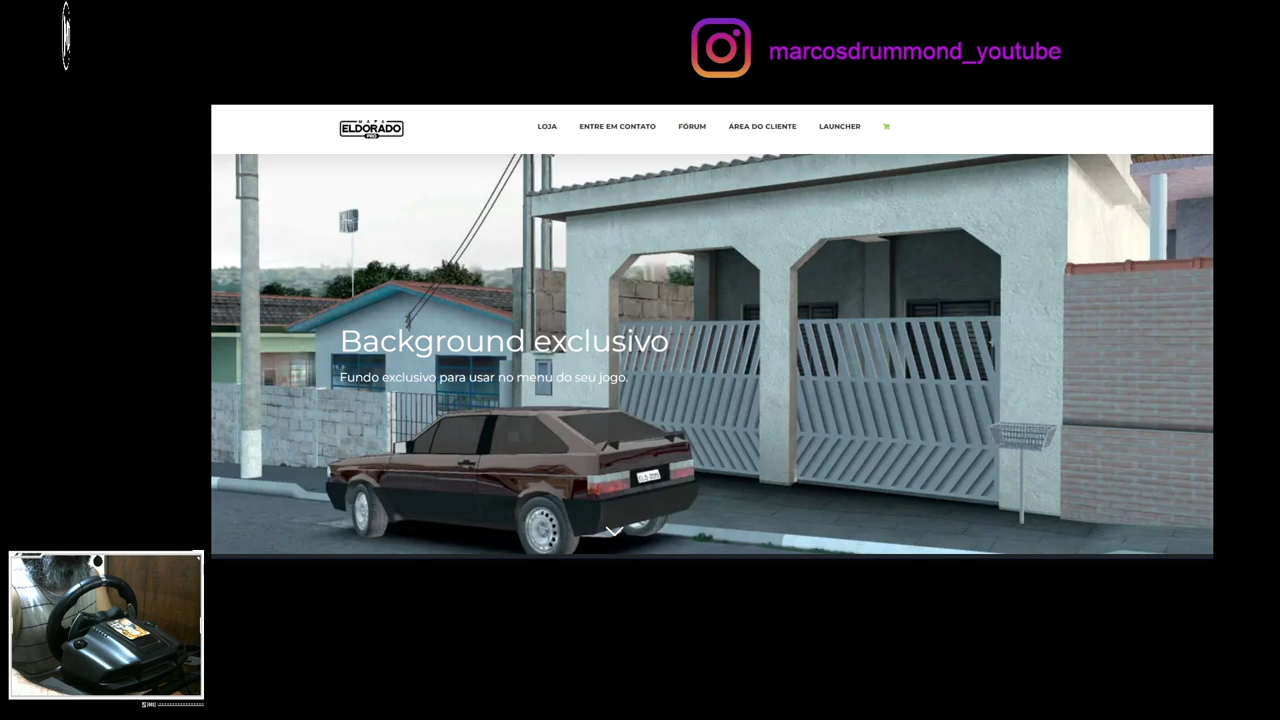 marcosdrummond_youtube
MAPA
ELDORADO
PRO
LOJA
ENTRE EM CONTATO
FÓRUM
ÁREA DO CLIENTE
LAUNCHER
Background exclusivo
Fundo exclusivo para usar no menu do seu jogo.